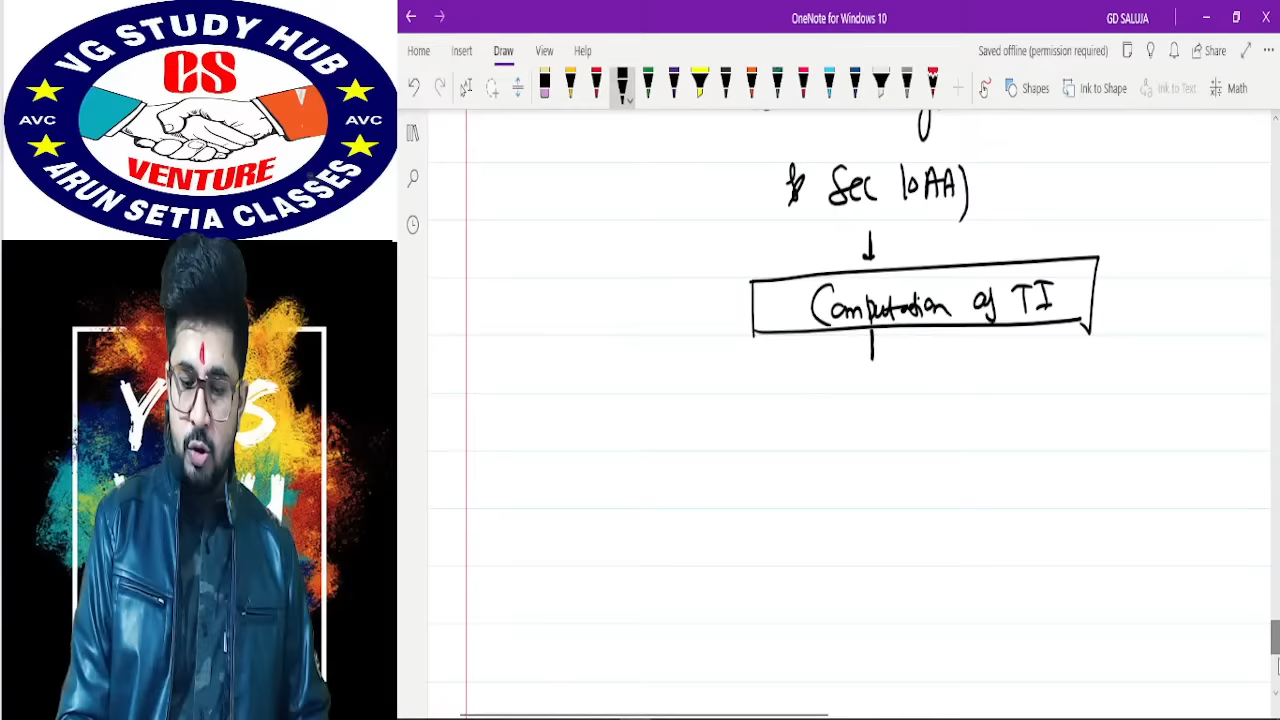 VG STUDY HUB
CS
AVC
AVC
VENTURE
ARUN SETIA CLASSES
OneNote for Windows 10
GD SALUJA
Home
Insert
Draw
View
Help
Saved offline (permission required)
Share
Shapes
Ink to Shape
Ink to Text
Math
Sec 10AA)
Computation of TI
Y S